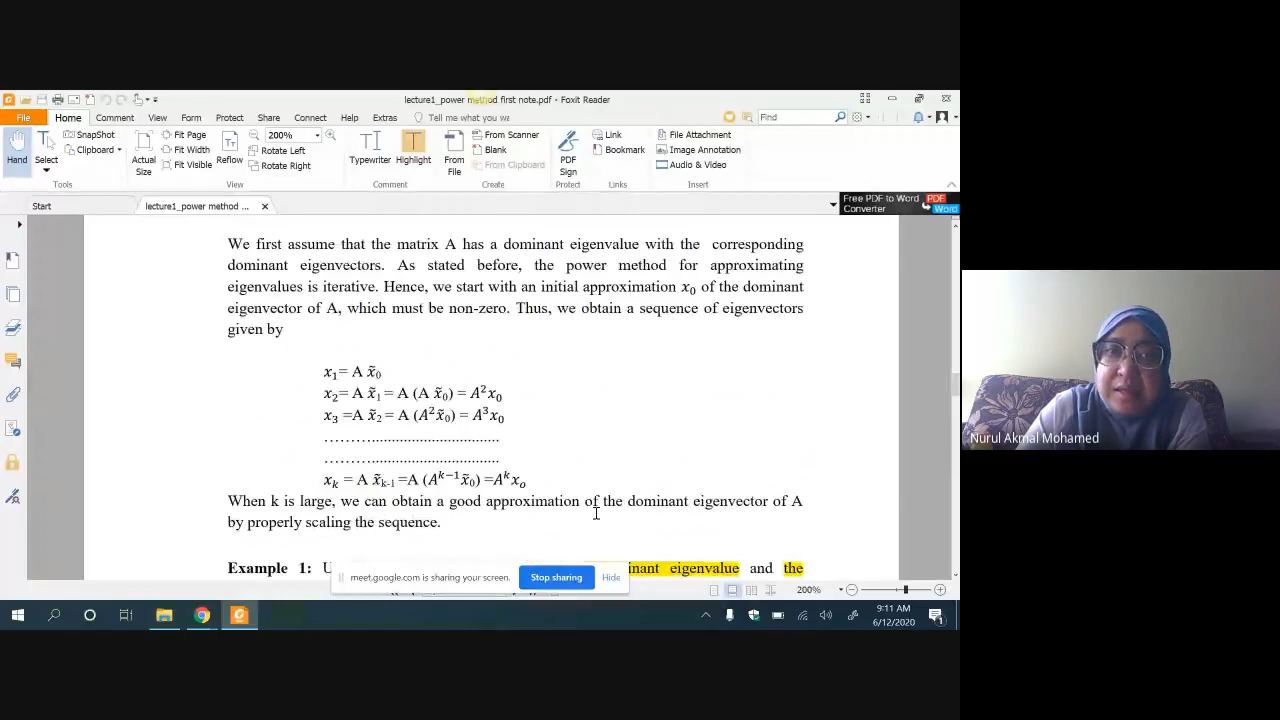 lecture1_power method first note.pdf - Foxit Reader
File Home Comment View Form Protect Share Connect Help Extras Tell me what you wa Find
Hand
Select
SnapShot
Clipboard
Tools
Actual Size
Fit Page
Fit Width
Fit Visible
Reflow
200%
Rotate Left
Rotate Right
View
Typewriter
Highlight
Comment
From File
From Scanner
Blank
From Clipboard
Create
PDF Sign
Protect
Link
Bookmark
Links
File Attachment
Image Annotation
Audio & Video
Insert
Start
lecture1_power method ...
Free PDF to Word
Converter
PDF
Word
We first assume that the matrix A has a dominant eigenvalue with the corresponding
dominant eigenvectors. As stated before, the power method for approximating
eigenvalues is iterative. Hence, we start with an initial approximation x₀ of the dominant
eigenvector of A, which must be non-zero. Thus, we obtain a sequence of eigenvectors
given by
x₁= A x̃₀
x₂= A x̃₁ = A (A x̃₀) = A²x₀
x₃ =A x̃₂ = A (A²x̃₀) = A³x₀
………...............................
………...............................
xₖ = A x̃ₖ₋₁ =A (Aᵏ⁻¹x̃₀) =Aᵏxₒ
When k is large, we can obtain a good approximation of the dominant eigenvector of A
by properly scaling the sequence.
Example 1: U inant eigenvalue and the
meet.google.com is sharing your screen. Stop sharing Hide
200%
9:11 AM
6/12/2020
1
Nurul Akmal Mohamed